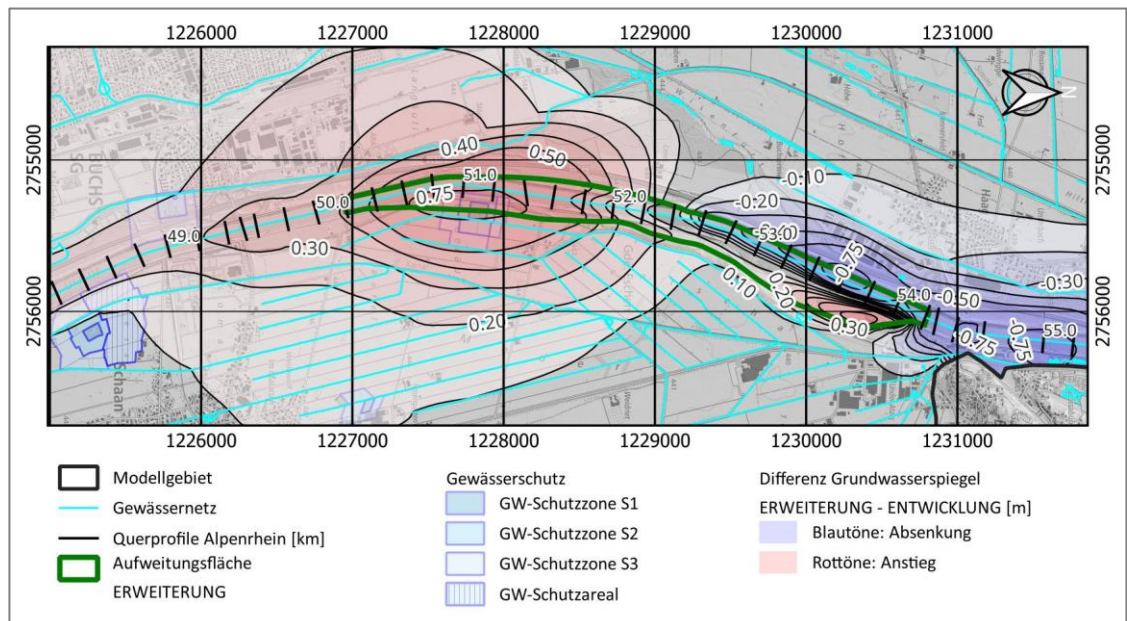 1226000 1227000 1228000 1229000 1230000 1231000
2755000
2755000
N
BUCHS
SG
0.40
0.50
-0.10
-0.20
Haag
51.0
52.0
50.0
0.75
-53.0
49.0
0.30
0.75
-0.30
0.10
54.0
-0.50
0.20
0.30
0.20
-0.75
-0.75
55.0
2756000
2756000
Schaan
1226000 1227000 1228000 1229000 1230000 1231000
Modellgebiet
Gewässernetz
Querprofile Alpenrhein [km]
Aufweitungsfläche
ERWEITERUNG
Gewässerschutz
GW-Schutzzone S1
GW-Schutzzone S2
GW-Schutzzone S3
GW-Schutzareal
Differenz Grundwasserspiegel
ERWEITERUNG - ENTWICKLUNG [m]
Blautöne: Absenkung
Rottöne: Anstieg